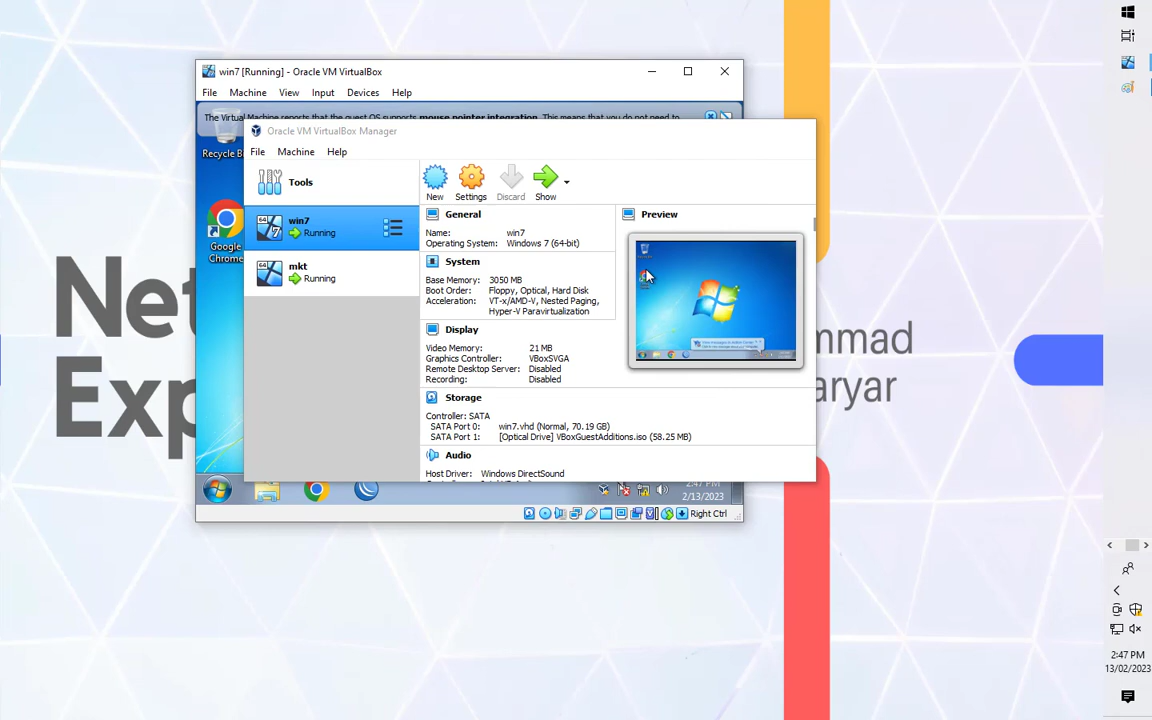 win7 [Running] - Oracle VM VirtualBox
File Machine View Input Devices Help
The Virtual Machine reports that the guest OS supports mouse pointer integration. This means that you do not need to
Recycle B
Google
Chrome
Oracle VM VirtualBox Manager
File Machine Help
Tools
win7
Running
mkt
Running
New Settings Discard Show
General
Name: win7
Operating System: Windows 7 (64-bit)
System
Base Memory: 3050 MB
Boot Order: Floppy, Optical, Hard Disk
Acceleration: VT-x/AMD-V, Nested Paging,
Hyper-V Paravirtualization
Display
Video Memory: 21 MB
Graphics Controller: VBoxSVGA
Remote Desktop Server: Disabled
Recording: Disabled
Storage
Controller: SATA
SATA Port 0: win7.vhd (Normal, 70.19 GB)
SATA Port 1: [Optical Drive] VBoxGuestAdditions.iso (58.25 MB)
Audio
Host Driver: Windows DirectSound
Preview
2:47 PM
2/13/2023
Right Ctrl
Net
Exp
mmad
aryar
2:47 PM
13/02/2023